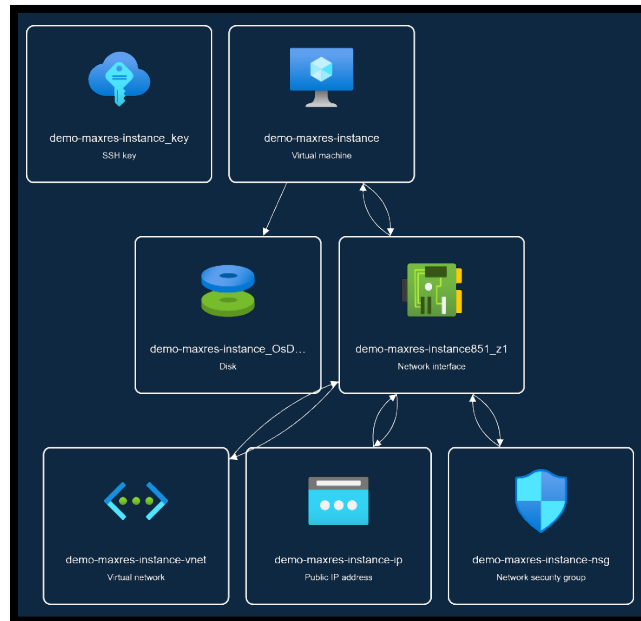 demo-maxres-instance_key
SSH key
demo-maxres-instance
Virtual machine
demo-maxres-instance_OsD...
Disk
demo-maxres-instance851_z1
Network interface
demo-maxres-instance-vnet
Virtual network
demo-maxres-instance-ip
Public IP address
demo-maxres-instance-nsg
Network security group